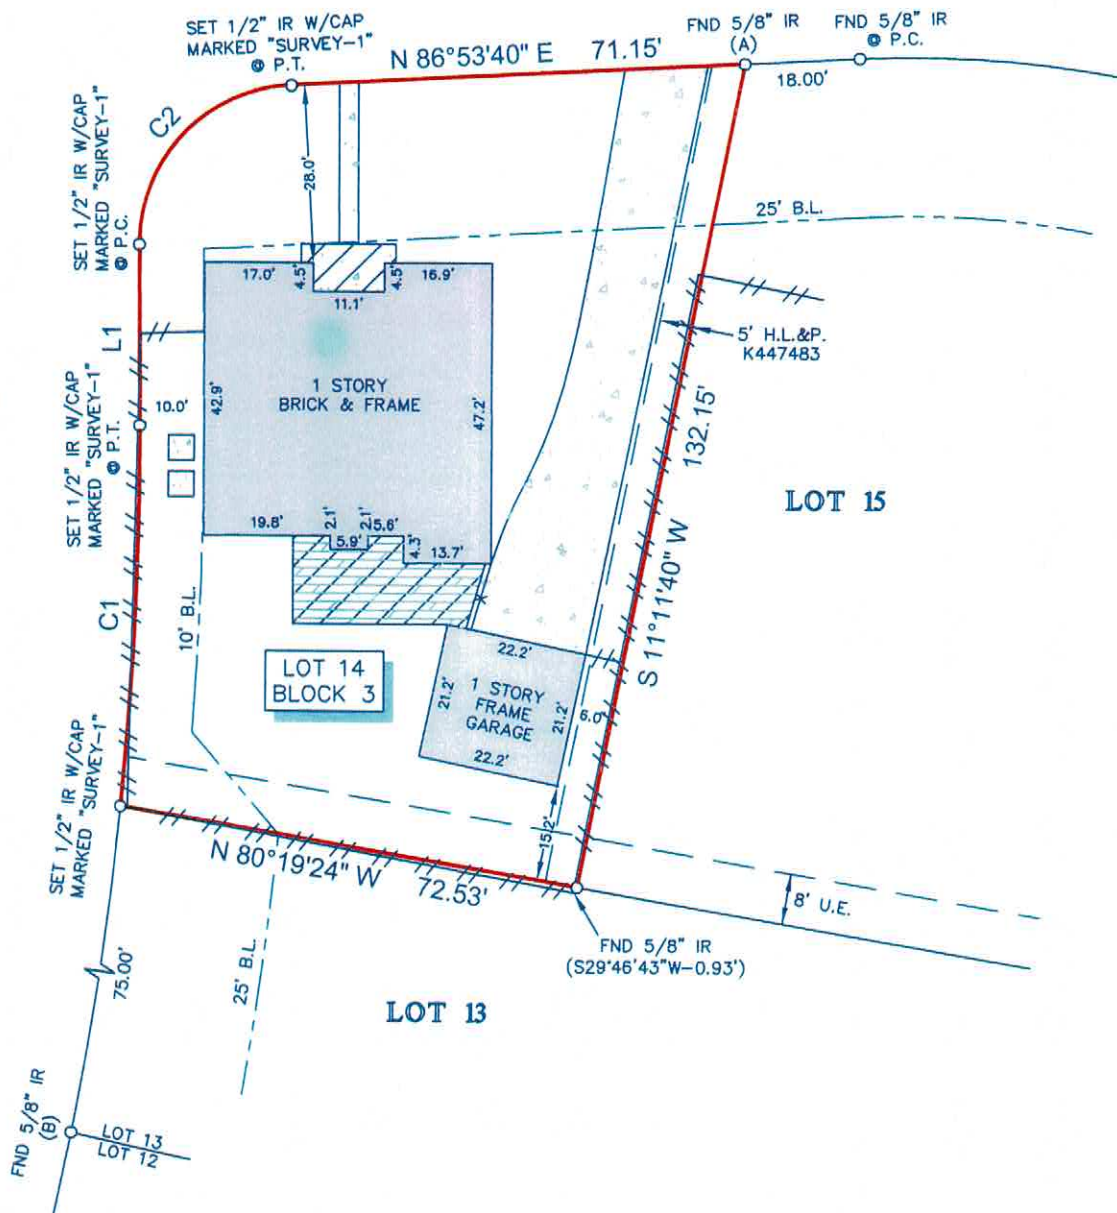 SET 1/2" IR W/CAP
MARKED "SURVEY-1"
@ P.T.
N 86°53'40" E
71.15'
FND 5/8" IR
(A)
FND 5/8" IR
@ P.C.
18.00'
C2
SET 1/2" IR W/CAP
MARKED "SURVEY-1"
@ P.C.
28.0'
25' B.L.
17.0'
4.5'
11.1'
4.5'
16.9'
L1
5' H.L.&P.
K447483
1 STORY
BRICK & FRAME
42.9'
47.2'
10.0'
SET 1/2" IR W/CAP
MARKED "SURVEY-1"
@ P.T.
132.15'
S 11°11'40" W
LOT 15
19.8'
2.1'
5.9'
2.1'
5.6'
4.3'
13.7'
C1
10' B.L.
LOT 14
BLOCK 3
22.2'
21.2'
1 STORY
FRAME
GARAGE
21.2'
22.2'
6.0'
SET 1/2" IR W/CAP
MARKED "SURVEY-1"
15.2'
N 80°19'24" W
72.53'
8' U.E.
FND 5/8" IR
(S29°46'43"W-0.93')
75.00'
25' B.L.
LOT 13
FND 5/8" IR
(B)
LOT 13
LOT 12